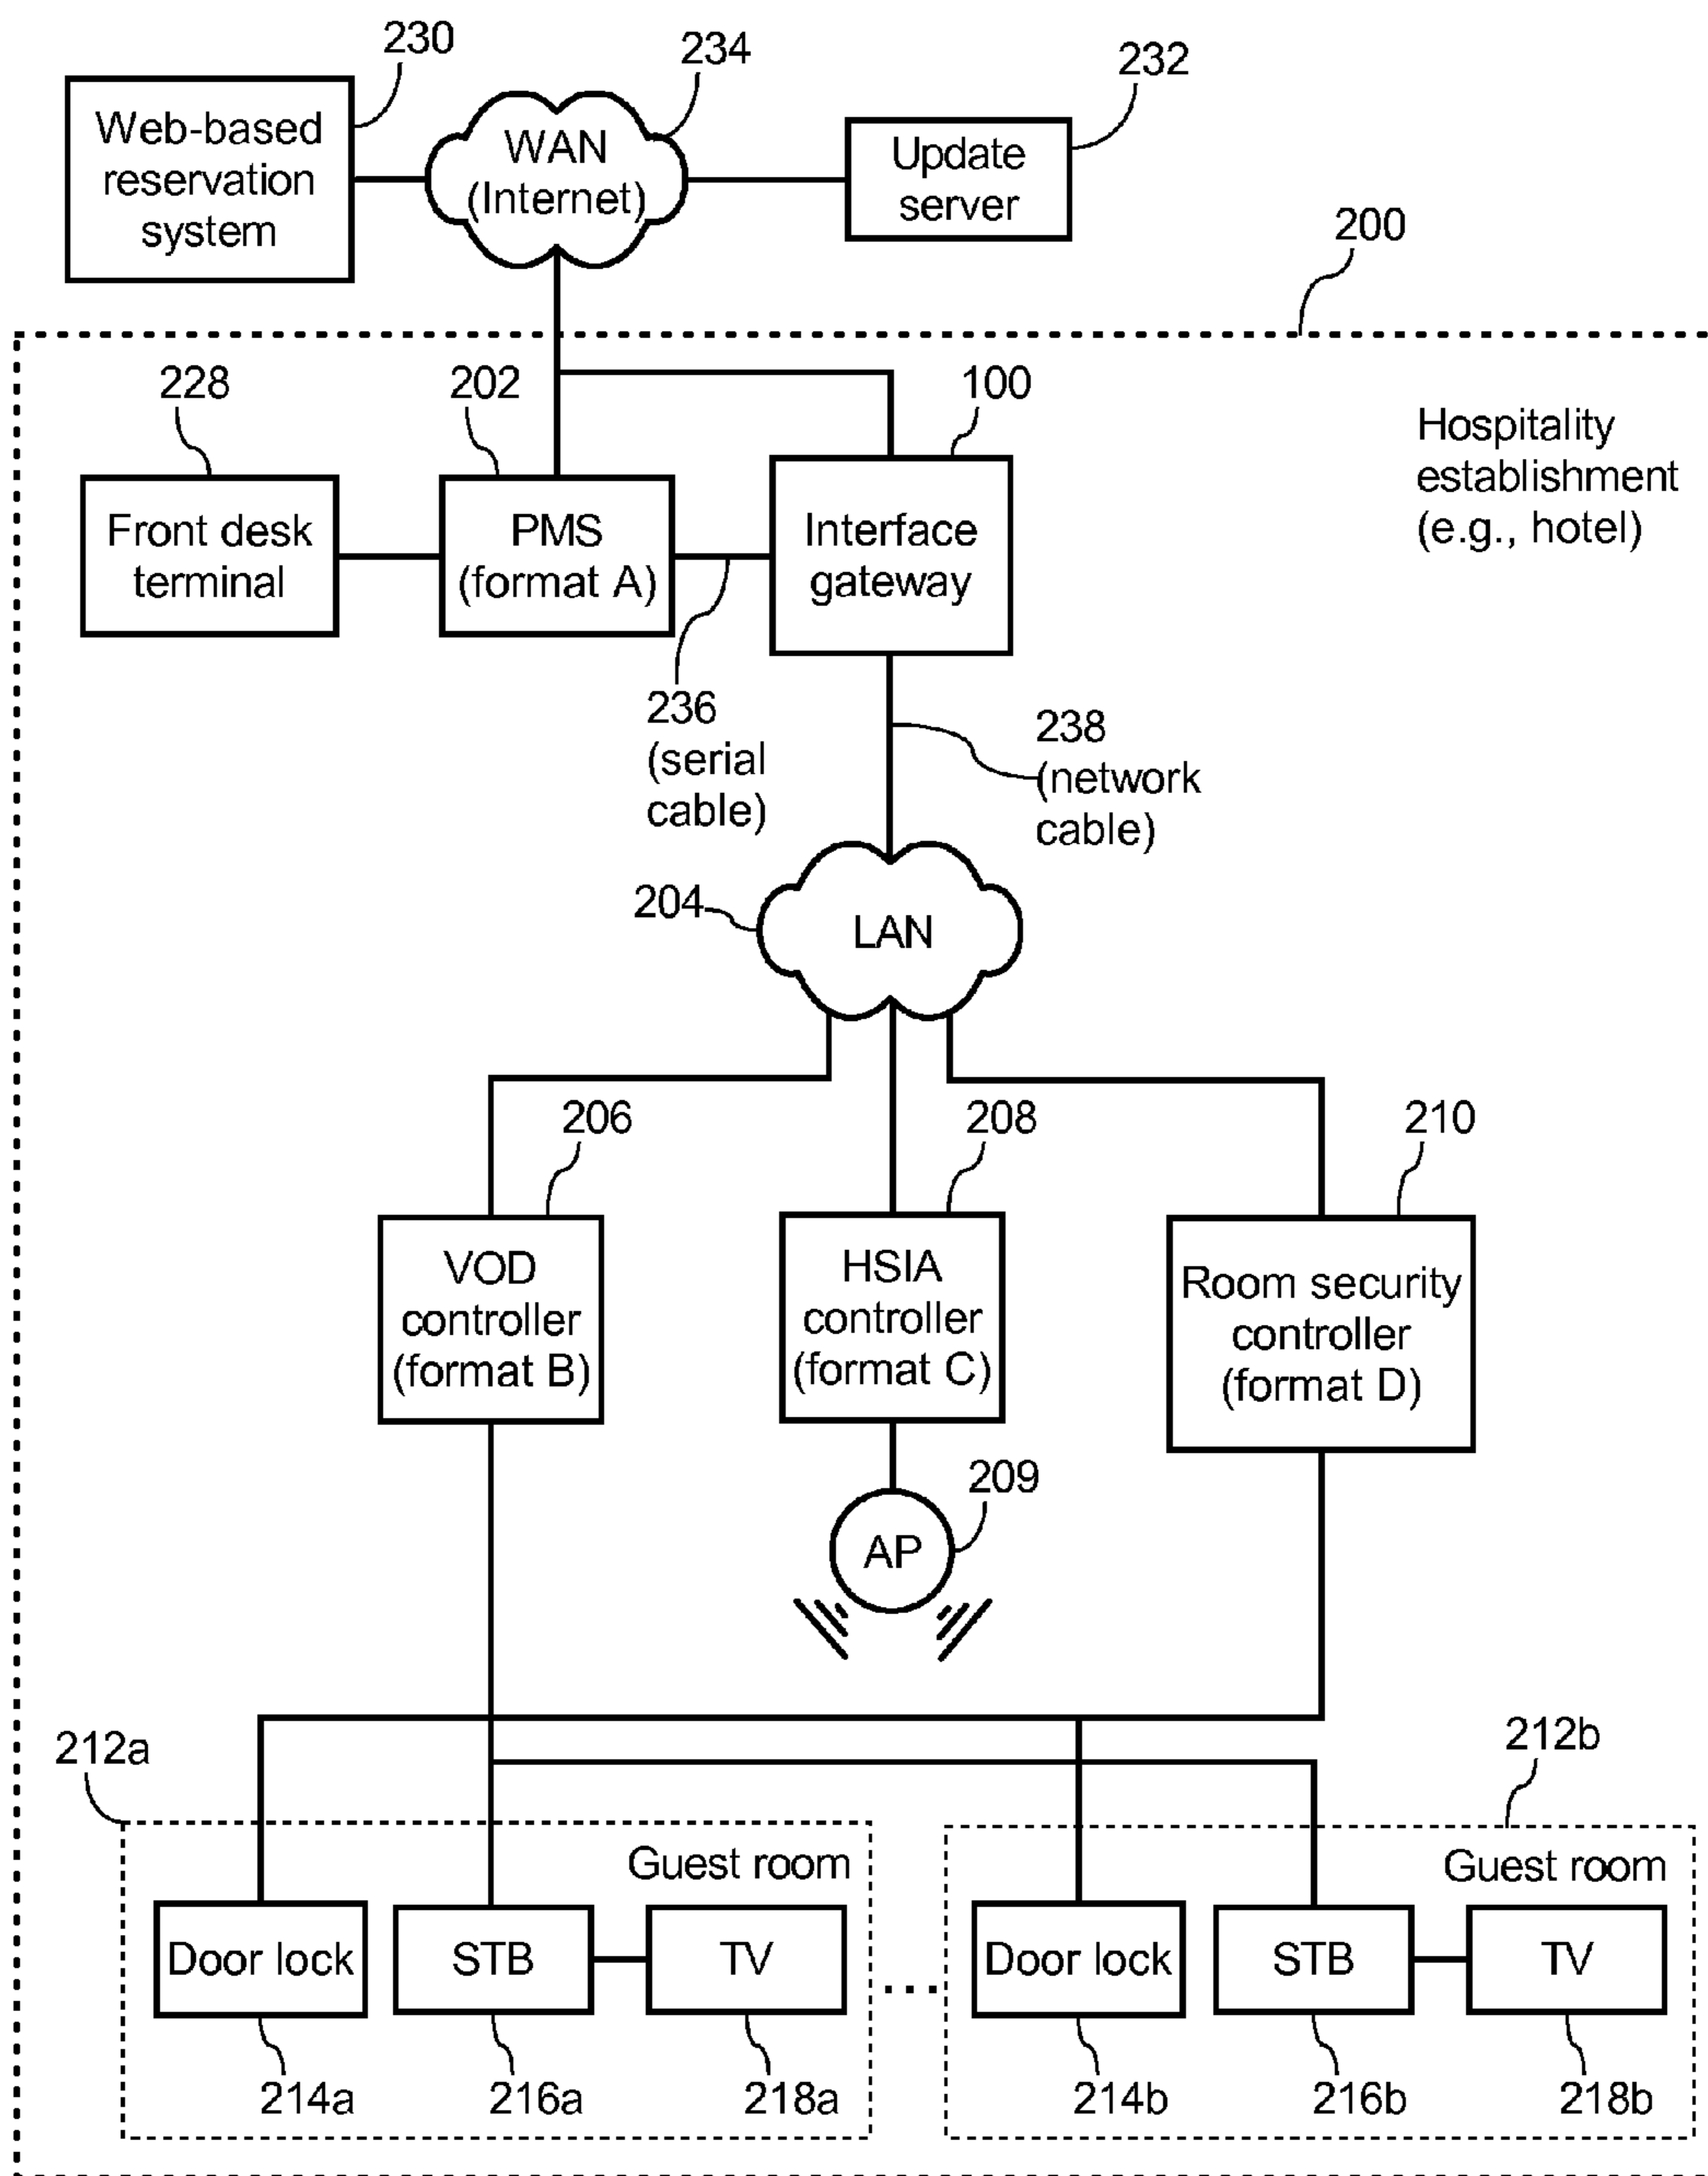 230
234
232
Web-based
reservation
system
WAN
(Internet)
Update
server
200
228
202
100
Hospitality
establishment
(e.g., hotel)
Front desk
terminal
PMS
(format A)
Interface
gateway
236
(serial
cable)
238
(network
cable)
204
LAN
206
208
210
VOD
controller
(format B)
HSIA
controller
(format C)
Room security
controller
(format D)
209
AP
212a
212b
Guest room
Guest room
Door lock
STB
TV
...
Door lock
STB
TV
214a
216a
218a
214b
216b
218b